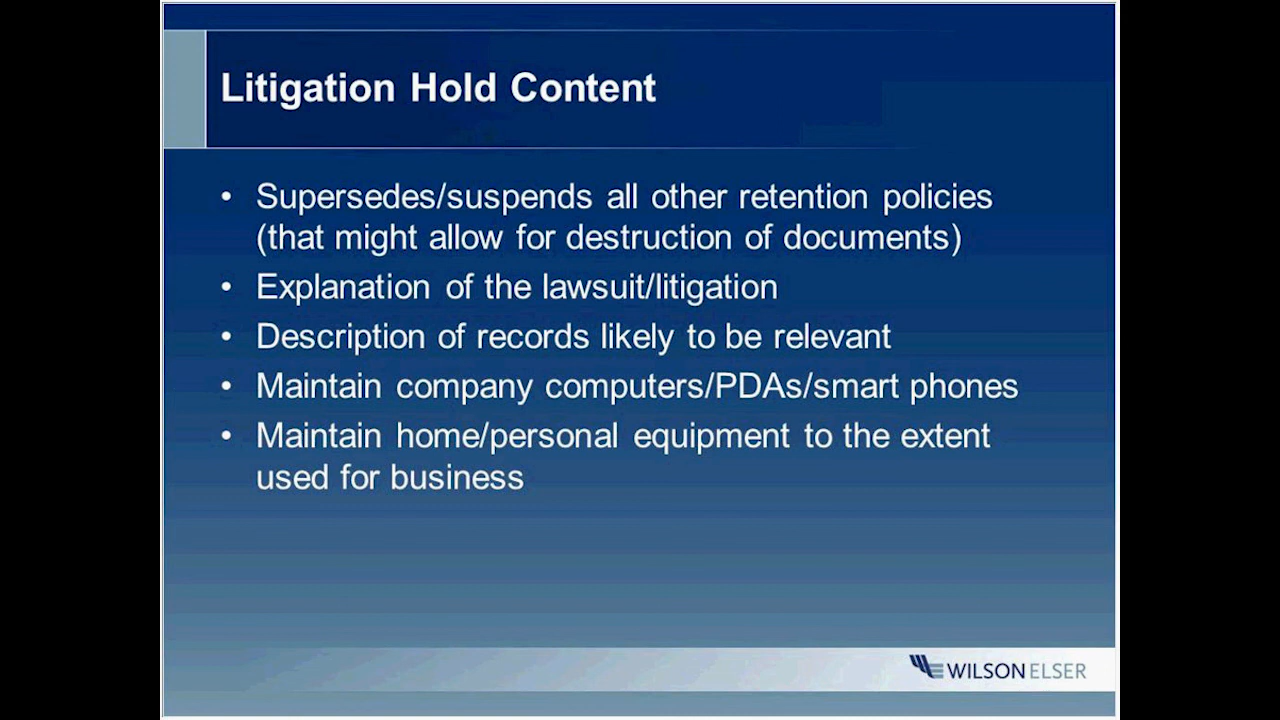 Litigation Hold Content
• Supersedes/suspends all other retention policies
(that might allow for destruction of documents)
• Explanation of the lawsuit/litigation
• Description of records likely to be relevant
• Maintain company computers/PDAs/smart phones
• Maintain home/personal equipment to the extent
used for business
WILSON ELSER